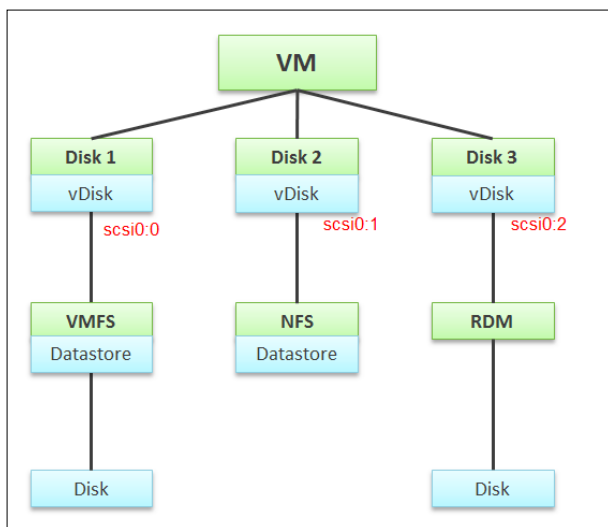 VM
Disk 1
Disk 2
Disk 3
vDisk
vDisk
vDisk
scsi0:0
scsi0:1
scsi0:2
VMFS
NFS
RDM
Datastore
Datastore
Disk
Disk